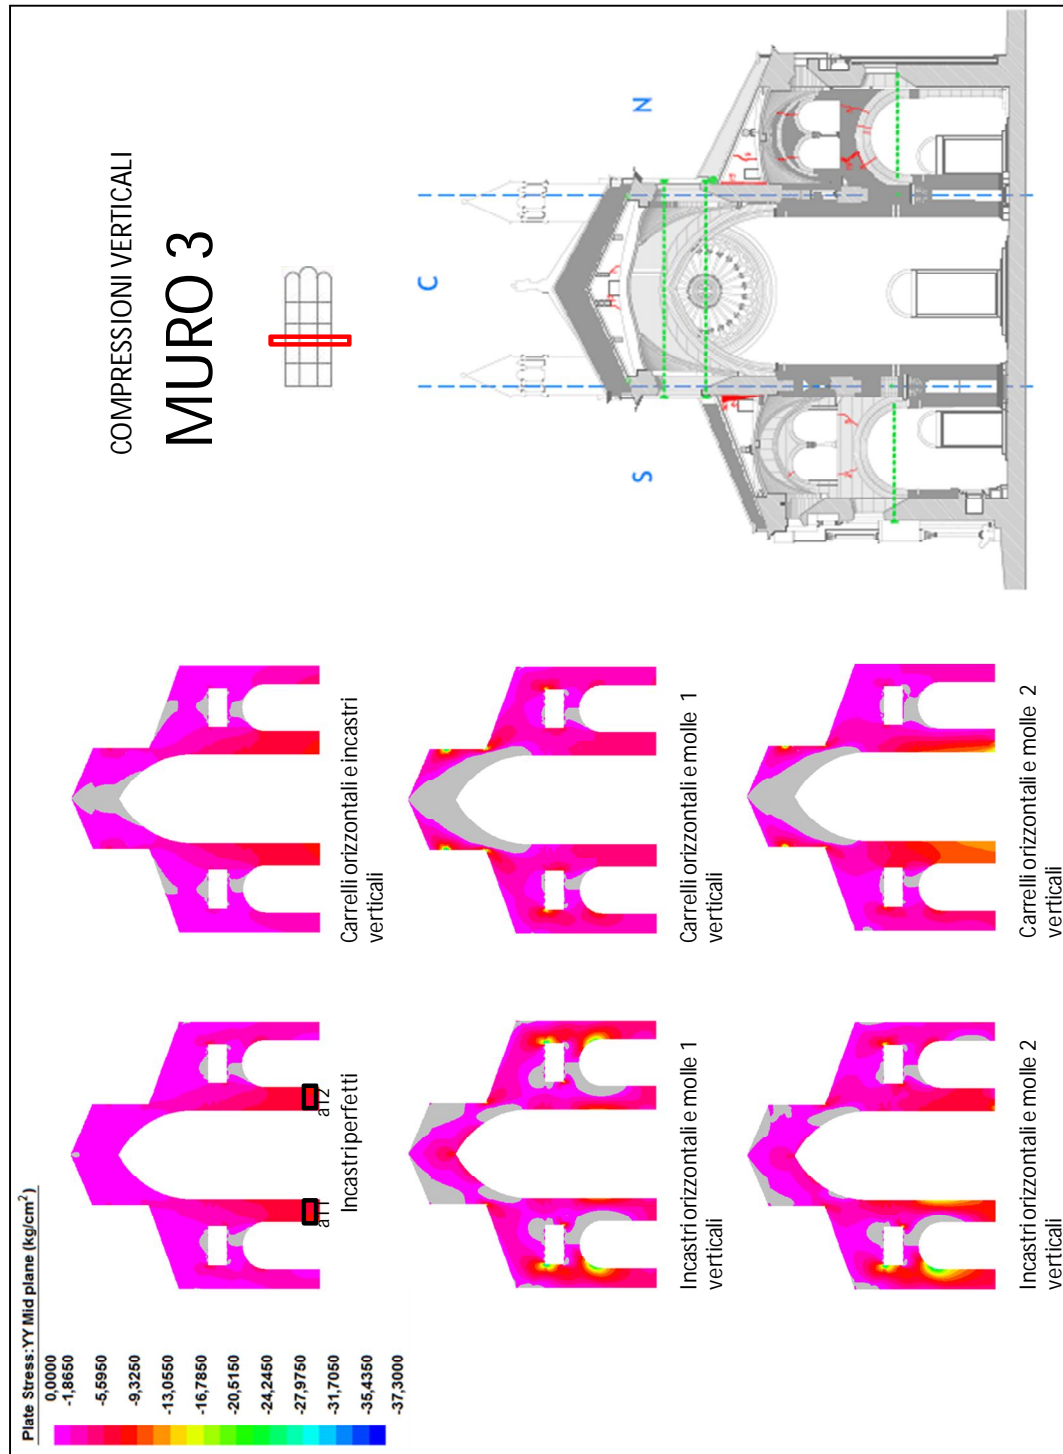 COMPRESSIONI VERTICALI
MURO 3
S
C
N
Plate Stress:YY Mid plane (kg/cm²)
0,0000
-1,8650
-5,5950
-9,3250
-13,0550
-16,7850
-20,5150
-24,2450
-27,9750
-31,7050
-35,4350
-37,3000
a11
a12
Incastri perfetti
Carrelli orizzontali e incastri
verticali
Incastri orizzontali e molle 1
verticali
Carrelli orizzontali e molle 1
verticali
Incastri orizzontali e molle 2
verticali
Carrelli orizzontali e molle 2
verticali